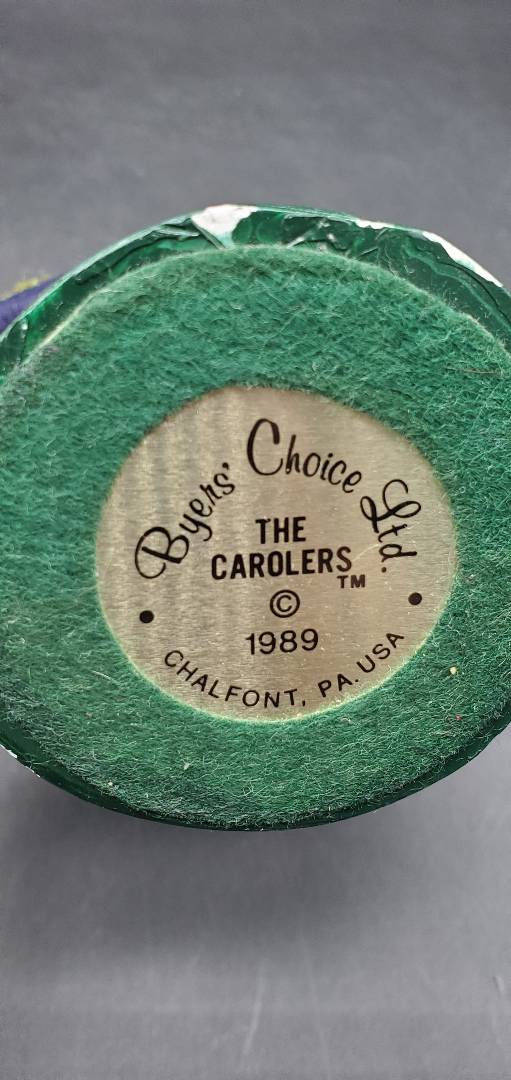 Byers' Choice Ltd.
THE
CAROLERS™
©
1989
CHALFONT, PA. USA